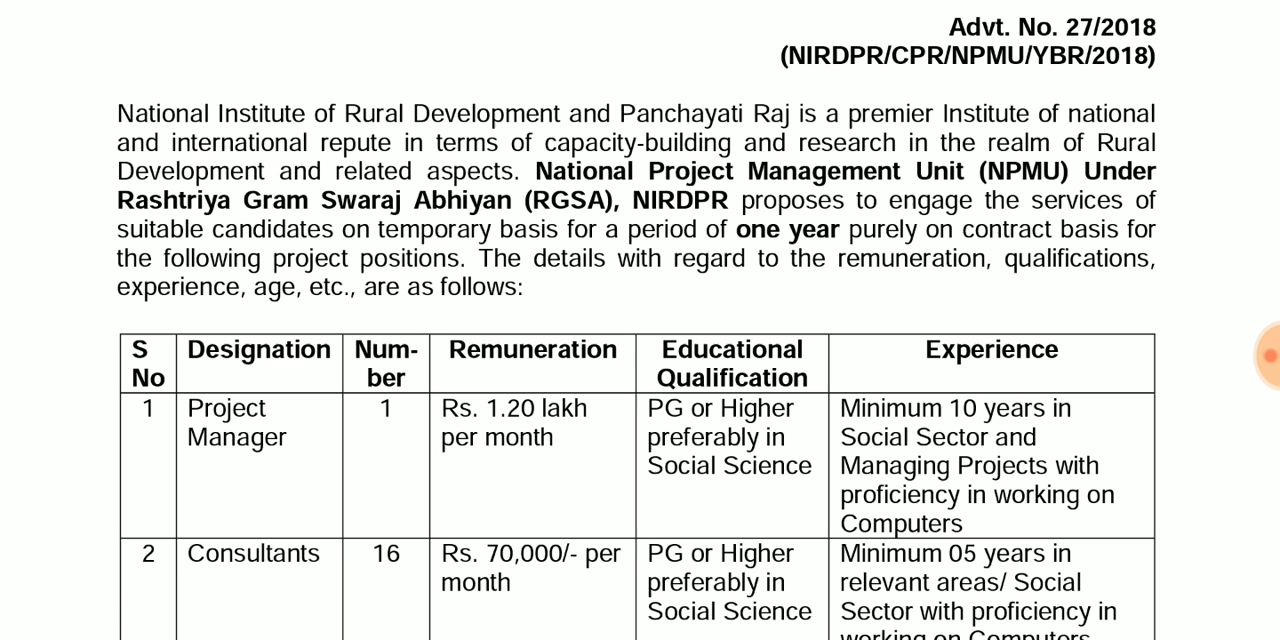 Advt. No. 27/2018
(NIRDPR/CPR/NPMU/YBR/2018)
National Institute of Rural Development and Panchayati Raj is a premier Institute of national
and international repute in terms of capacity-building and research in the realm of Rural
Development and related aspects. National Project Management Unit (NPMU) Under
Rashtriya Gram Swaraj Abhiyan (RGSA), NIRDPR proposes to engage the services of
suitable candidates on temporary basis for a period of one year purely on contract basis for
the following project positions. The details with regard to the remuneration, qualifications,
experience, age, etc., are as follows:
S No | Designation | Num-ber | Remuneration | Educational Qualification | Experience
1 | Project Manager | 1 | Rs. 1.20 lakh per month | PG or Higher preferably in Social Science | Minimum 10 years in Social Sector and Managing Projects with proficiency in working on Computers
2 | Consultants | 16 | Rs. 70,000/- per month | PG or Higher preferably in Social Science | Minimum 05 years in relevant areas/ Social Sector with proficiency in working on Computers